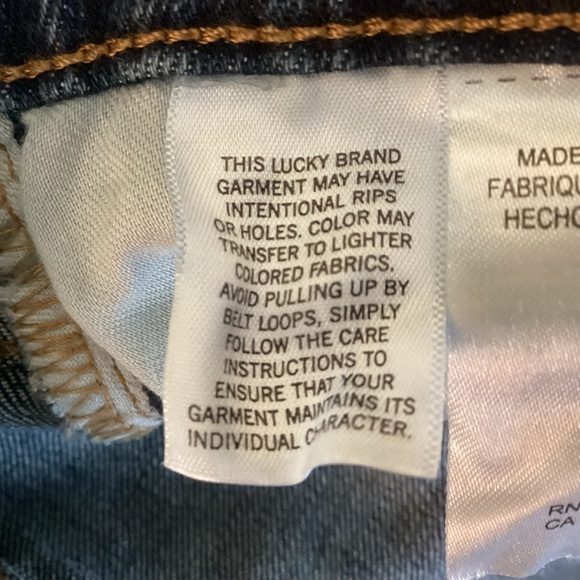 THIS LUCKY BRAND
GARMENT MAY HAVE
INTENTIONAL RIPS
OR HOLES. COLOR MAY
TRANSFER TO LIGHTER
COLORED FABRICS.
AVOID PULLING UP BY
BELT LOOPS, SIMPLY
FOLLOW THE CARE
INSTRUCTIONS TO
ENSURE THAT YOUR
GARMENT MAINTAINS ITS
INDIVIDUAL CHARACTER.
MADE
FABRIQU
HECHO
RN
CA